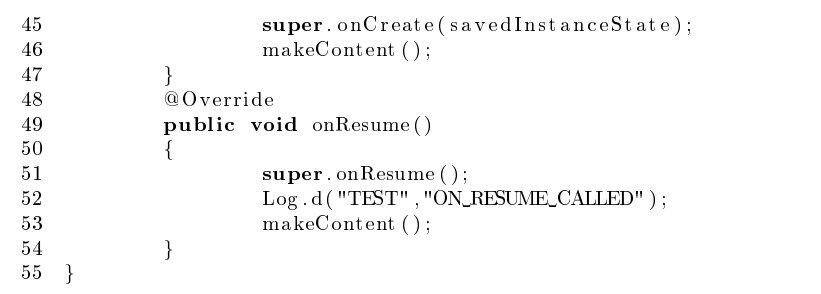 45 super.onCreate(savedInstanceState);
46 makeContent();
47 }
48 @Override
49 public void onResume()
50 {
51 super.onResume();
52 Log.d("TEST","ON_RESUME_CALLED");
53 makeContent();
54 }
55 }